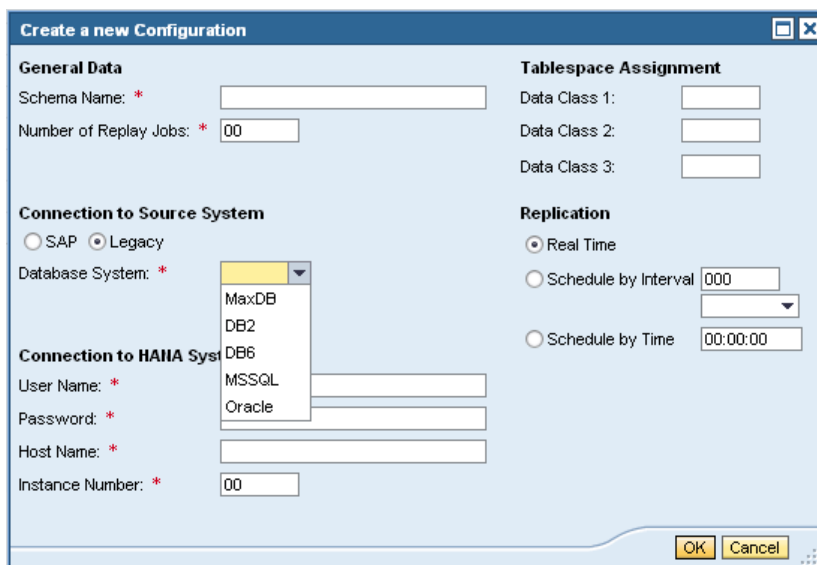 Create a new Configuration
General Data
Schema Name: *
Number of Replay Jobs: * 00
Connection to Source System
SAP Legacy
Database System: *
MaxDB
DB2
DB6
MSSQL
Oracle
Connection to HANA Sys
User Name: *
Password: *
Host Name: *
Instance Number: * 00
Tablespace Assignment
Data Class 1:
Data Class 2:
Data Class 3:
Replication
Real Time
Schedule by Interval 000
Schedule by Time 00:00:00
OK Cancel